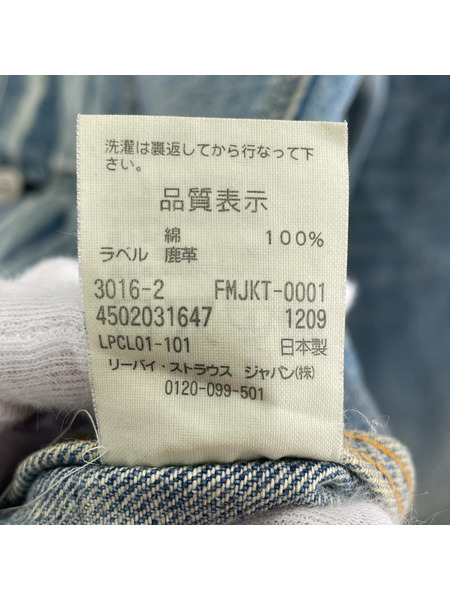 洗濯は裏返してから行なって下
さい。
品質表示
綿 100%
ラベル 鹿革
3016-2 FMJKT-0001
4502031647 1209
LPCL01-101 日本製
リーバイ・ストラウス ジャパン(株)
0120-099-501